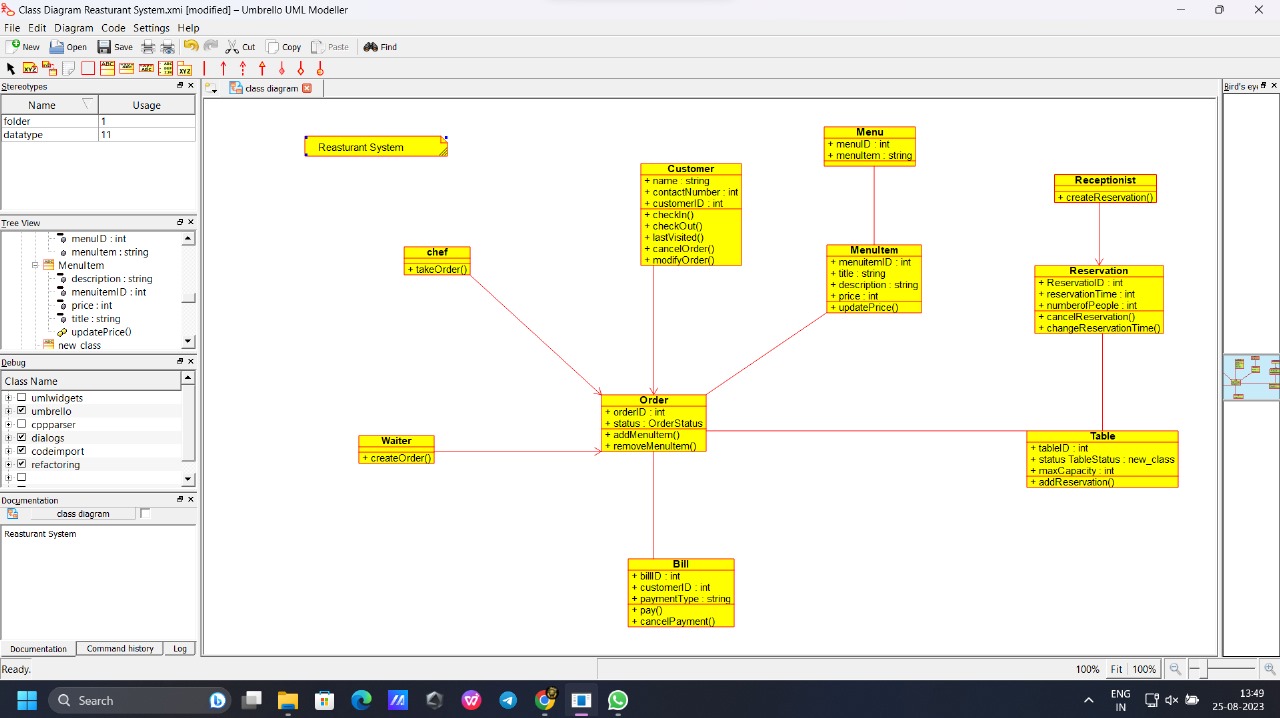 Class Diagram Reasturant System.xmi [modified] – Umbrello UML Modeller
File Edit Diagram Code Settings Help
New Open Save Cut Copy Paste Find
Stereotypes
Name Usage
folder 1
datatype 11
Tree View
menuID : int
menuItem : string
MenuItem
description : string
menuitemID : int
price : int
title : string
updatePrice()
new_class
Debug
Class Name
umlwidgets
umbrello
cppparser
dialogs
codeimport
refactoring
Documentation
class diagram
Reasturant System
Documentation Command history Log
Ready.
class diagram
Reasturant System
chef
+ takeOrder()
Customer
+ name : string
+ contactNumber : int
+ customerID : int
+ checkIn()
+ checkOut()
+ lastVisited()
+ cancelOrder()
+ modifyOrder()
Menu
+ menuID : int
+ menuItem : string
MenuItem
+ menuitemID : int
+ title : string
+ description : string
+ price : int
+ updatePrice()
Receptionist
+ createReservation()
Reservation
+ ReservatioID : int
+ reservationTime : int
+ numberofPeople : int
+ cancelReservation()
+ changeReservationTime()
Waiter
+ createOrder()
Order
+ orderID : int
+ status : OrderStatus
+ addMenuItem()
+ removeMenuItem()
Table
+ tableID : int
+ status TableStatus : new_class
+ maxCapacity : int
+ addReservation()
Bill
+ billID : int
+ customerID : int
+ paymentType : string
+ pay()
+ cancelPayment()
Bird's ey
100% Fit 100%
Search
ENG
IN
13:49
25-08-2023